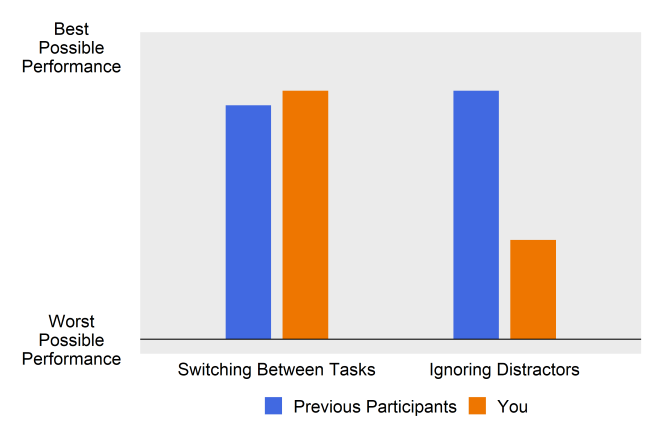 Best
Possible
Performance
Worst
Possible
Performance
Switching Between Tasks
Ignoring Distractors
Previous Participants
You